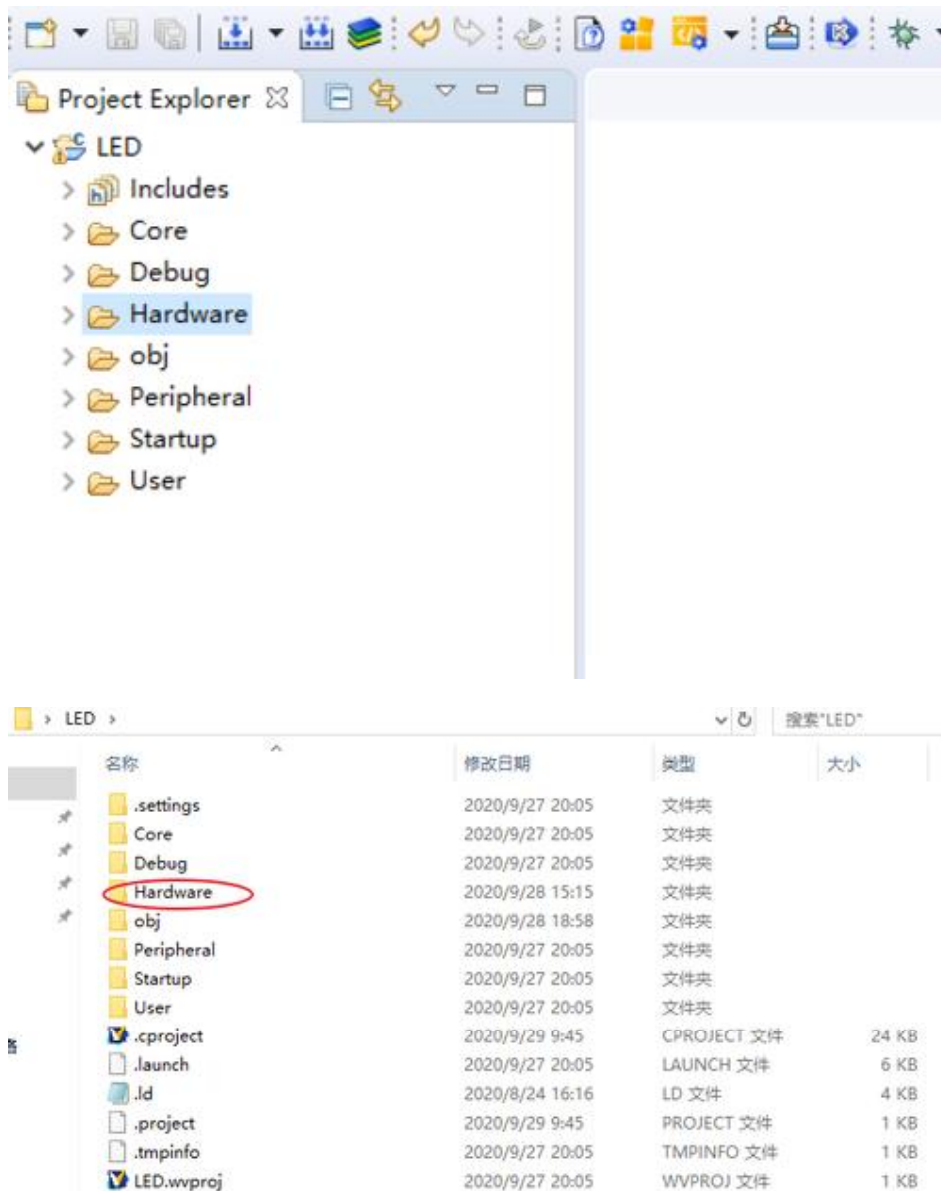 Project Explorer
LED
Includes
Core
Debug
Hardware
obj
Peripheral
Startup
User
> LED >
搜索"LED"
名称 修改日期 类型 大小
.settings 2020/9/27 20:05 文件夹
Core 2020/9/27 20:05 文件夹
Debug 2020/9/27 20:05 文件夹
Hardware 2020/9/28 15:15 文件夹
obj 2020/9/28 18:58 文件夹
Peripheral 2020/9/27 20:05 文件夹
Startup 2020/9/27 20:05 文件夹
User 2020/9/27 20:05 文件夹
.cproject 2020/9/29 9:45 CPROJECT 文件 24 KB
.launch 2020/9/27 20:05 LAUNCH 文件 6 KB
.ld 2020/8/24 16:16 LD 文件 4 KB
.project 2020/9/29 9:45 PROJECT 文件 1 KB
.tmpinfo 2020/9/27 20:05 TMPINFO 文件 1 KB
LED.wvproj 2020/9/27 20:05 WVPROJ 文件 1 KB